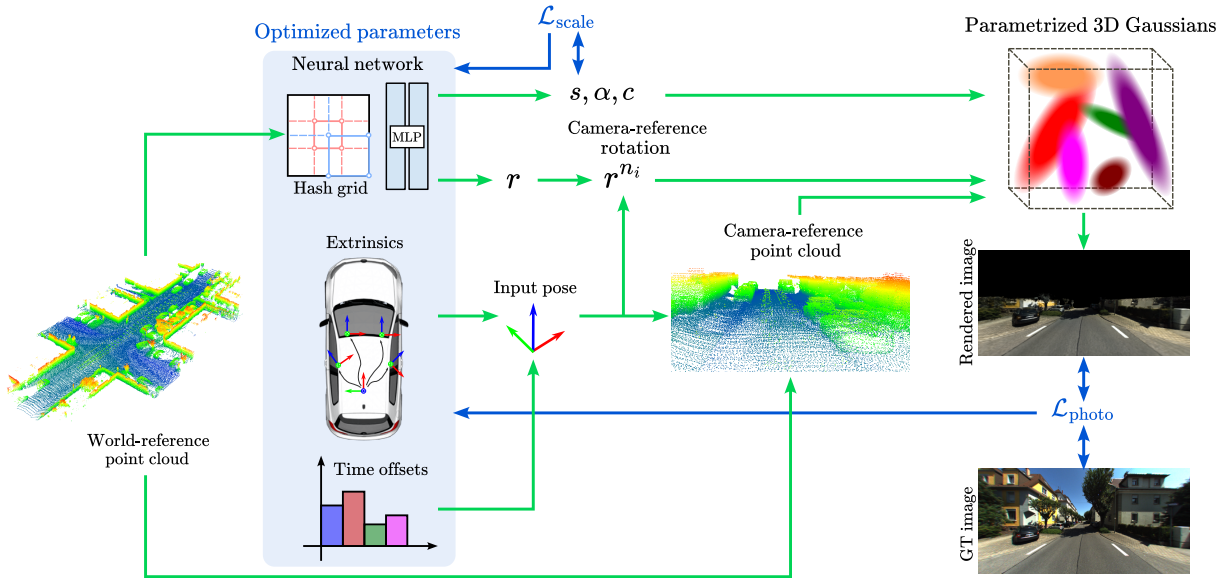 Optimized parameters
ℒscale
Parametrized 3D Gaussians
Neural network
MLP
Hash grid
s, α, c
Camera-reference
rotation
r
r^{n_i}
Extrinsics
Input pose
Camera-reference
point cloud
Rendered image
World-reference
point cloud
ℒphoto
Time offsets
GT image